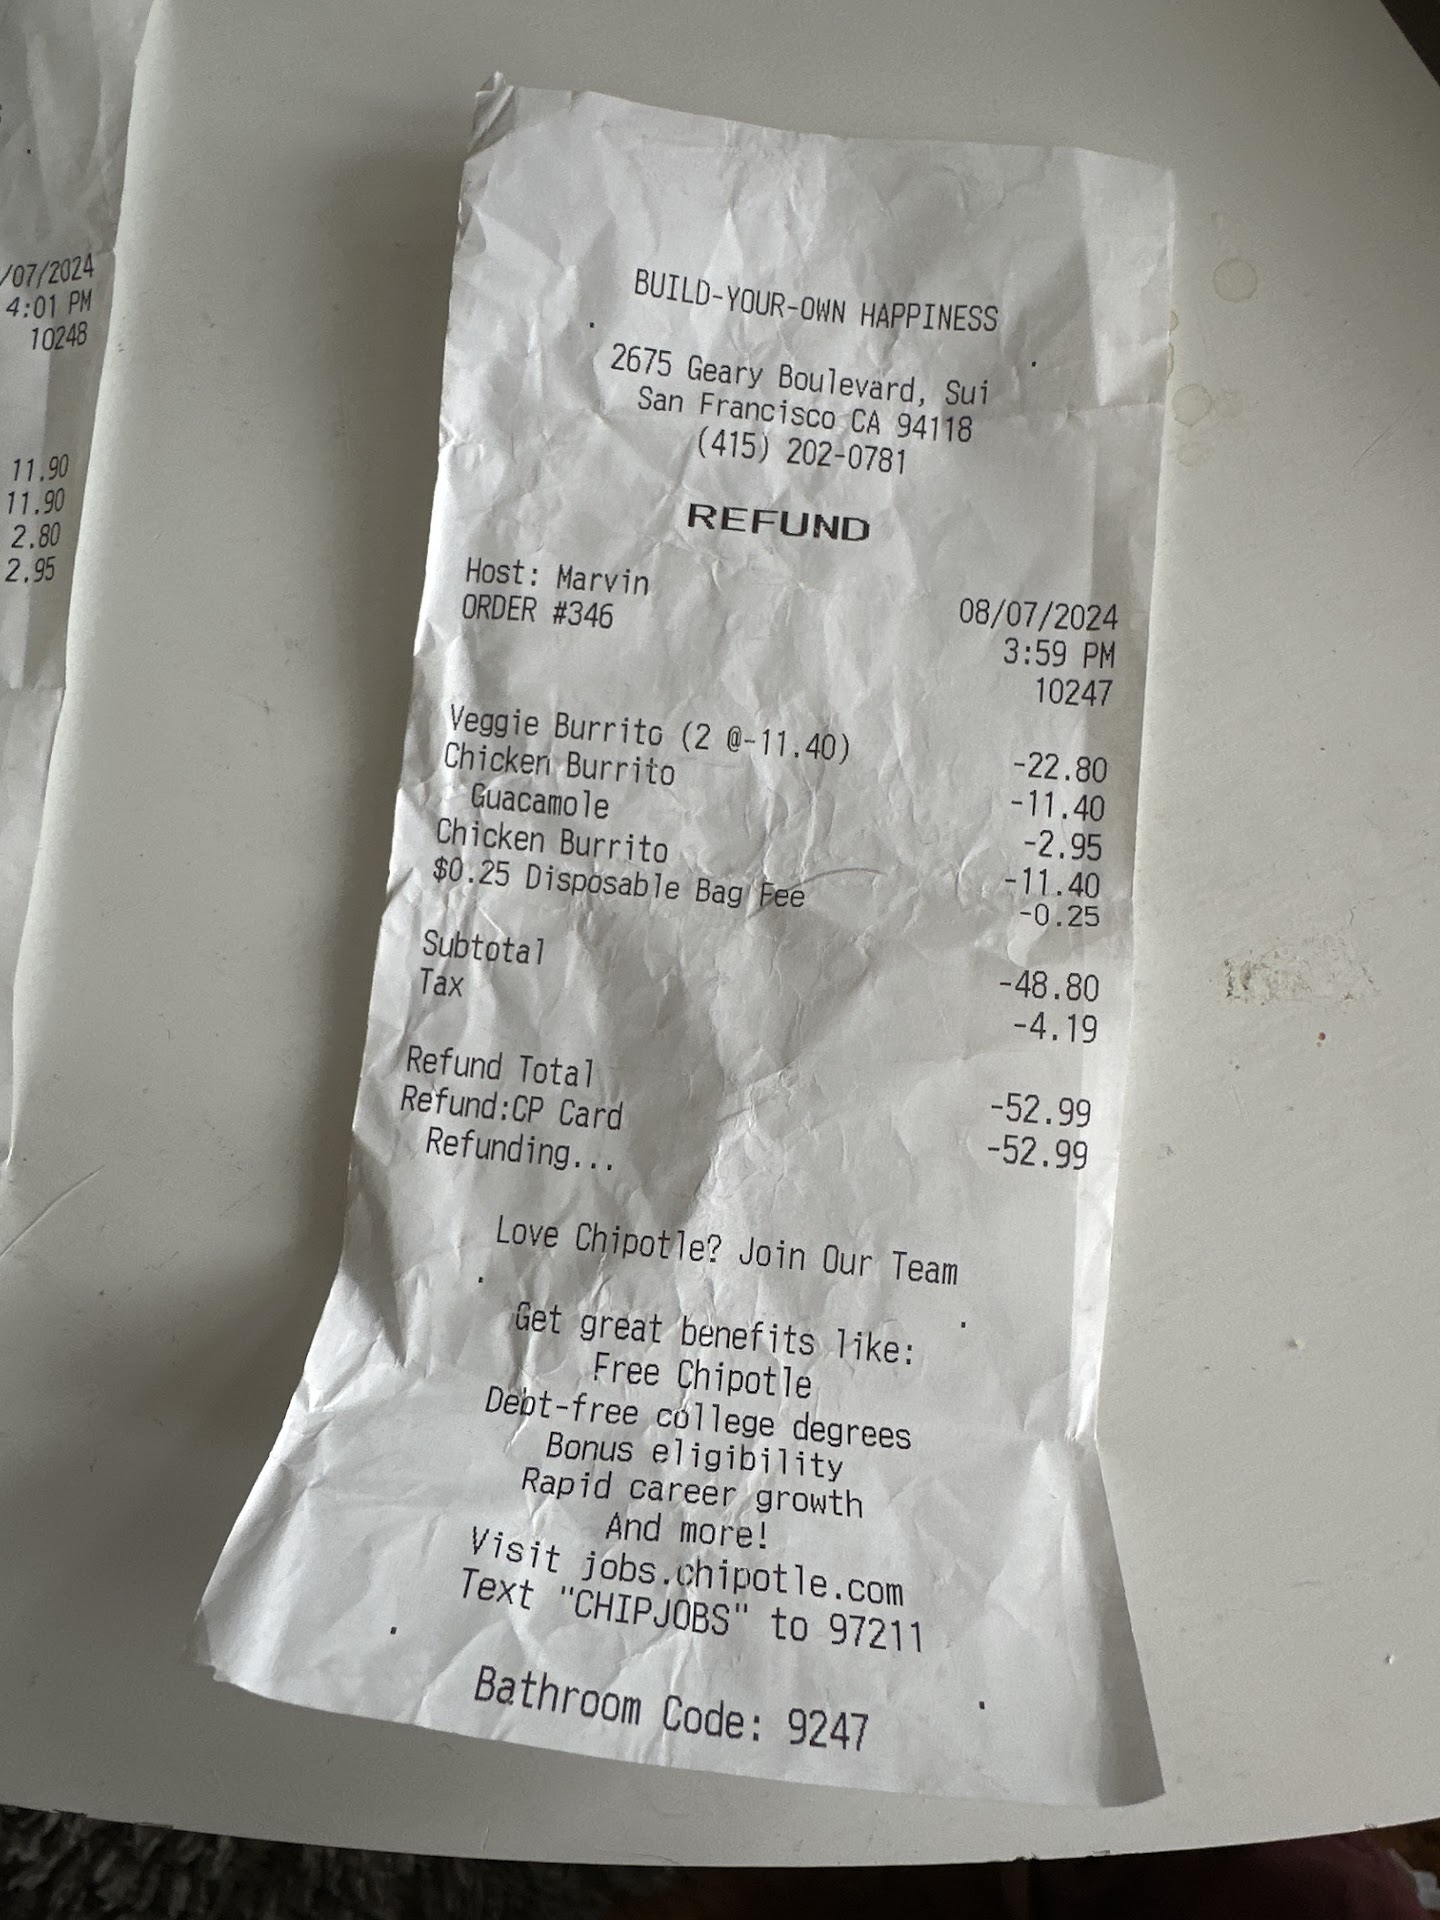 /07/2024
4:01 PM
10248
11.90
11.90
2.80
2.95
BUILD-YOUR-OWN HAPPINESS
2675 Geary Boulevard, Sui
San Francisco CA 94118
(415) 202-0781
REFUND
Host: Marvin 08/07/2024
ORDER #346 3:59 PM
10247
Veggie Burrito (2 @-11.40) -22.80
Chicken Burrito -11.40
Guacamole -2.95
Chicken Burrito -11.40
$0.25 Disposable Bag Fee -0.25
Subtotal -48.80
Tax -4.19
Refund Total -52.99
Refund:CP Card -52.99
Refunding...
Love Chipotle? Join Our Team
Get great benefits like:
Free Chipotle
Debt-free college degrees
Bonus eligibility
Rapid career growth
And more!
Visit jobs.chipotle.com
Text "CHIPJOBS" to 97211
Bathroom Code: 9247